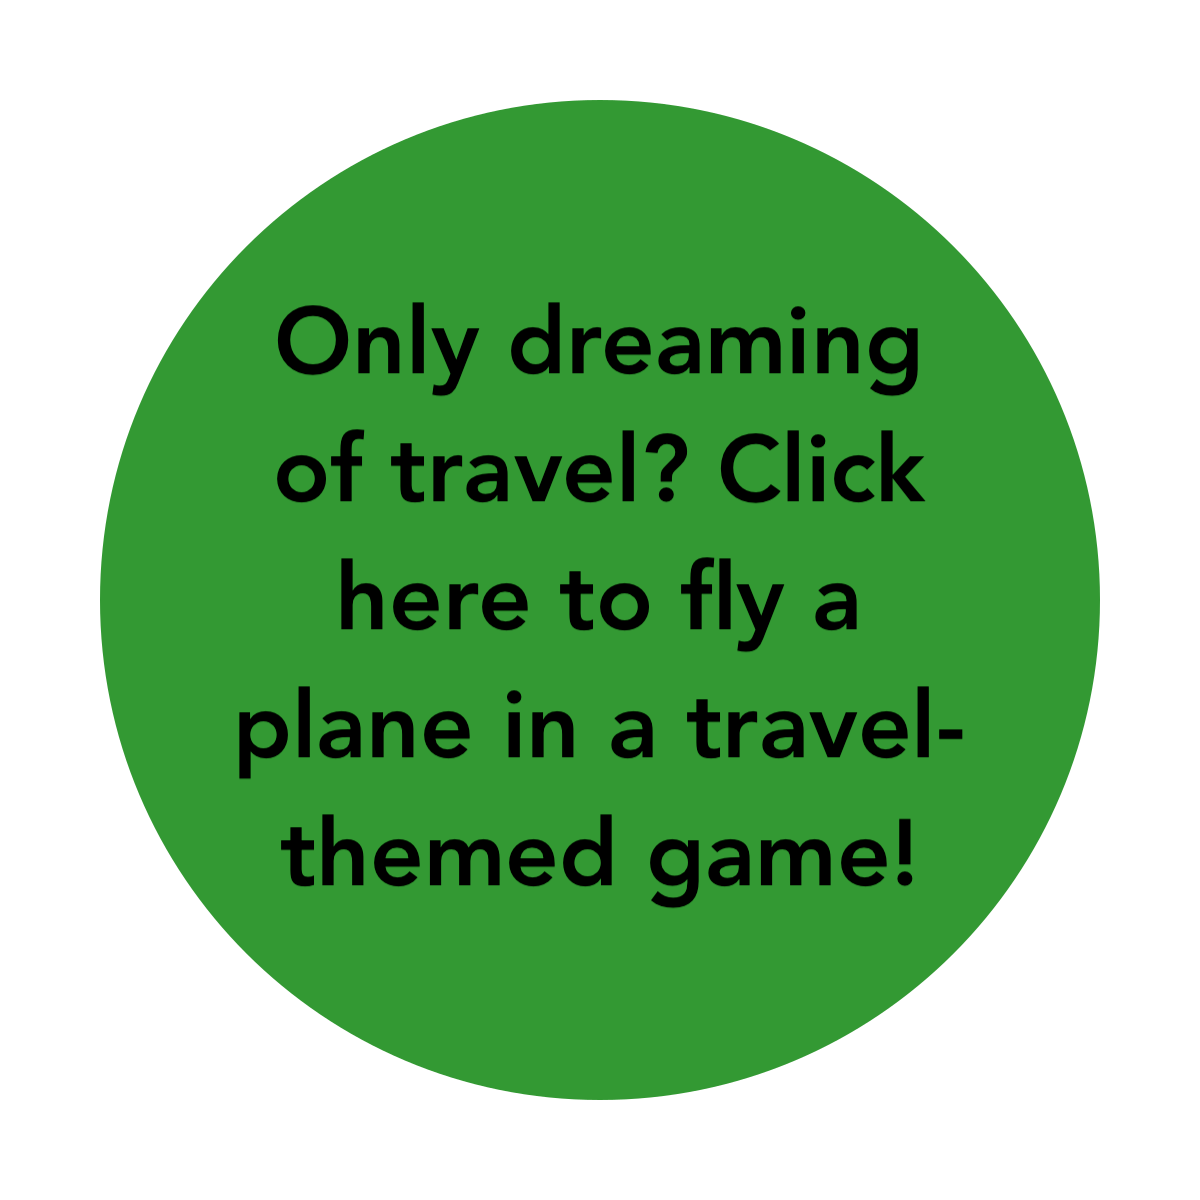 Only dreaming
of travel? Click
here to fly a
plane in a travel-
themed game!